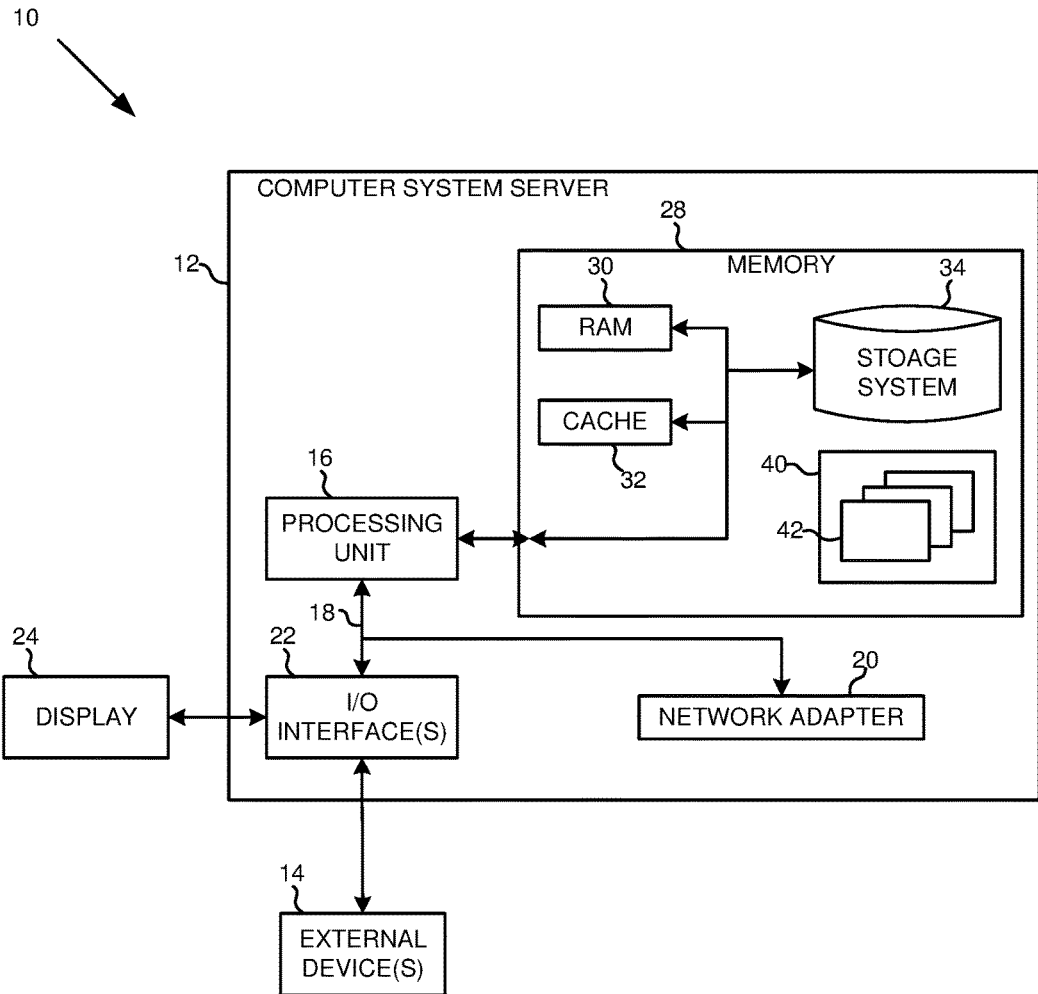 10
COMPUTER SYSTEM SERVER
28
12
MEMORY
30
34
RAM
STOAGE
SYSTEM
CACHE
32
40
16
42
PROCESSING
UNIT
18
24
22
20
DISPLAY
I/O
INTERFACE(S)
NETWORK ADAPTER
14
EXTERNAL
DEVICE(S)